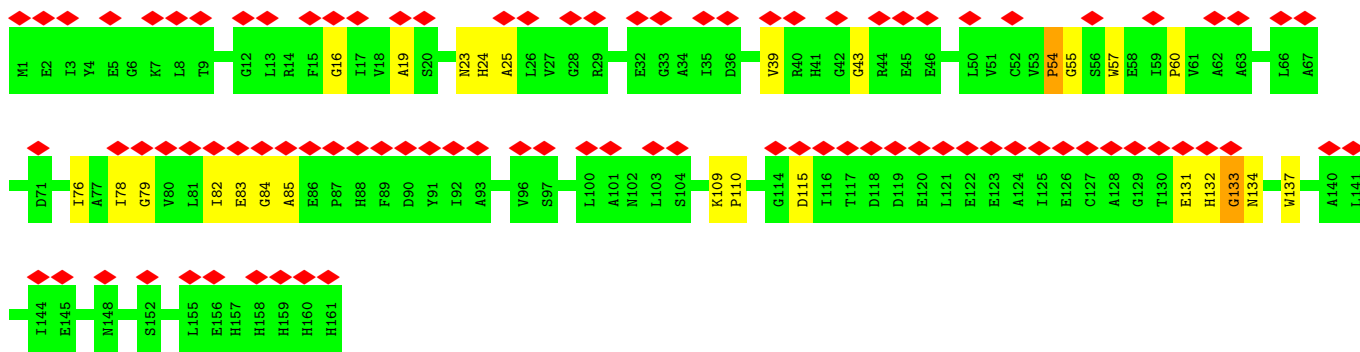 M1 E2 I3 Y4 E5 G6 K7 L8 T9 G12 L13 R14 F15 G16 I17 V18 A19 S20 N23 H24 A25 L26 V27 G28 R29 E32 G33 A34 I35 D36 V39 R40 H41 G42 G43 R44 E45 E46 L50 V51 C52 V53 P54 G55 S56 W57 E58 I59 P60 V61 A62 A63 L66 A67
D71 I76 A77 I78 G79 V80 L81 I82 E83 G84 A85 E86 P87 H88 F89 D90 Y91 I92 A93 V96 S97 L100 A101 N102 L103 S104 K109 P110 G114 D115 I116 T117 D118 D119 E120 L121 E122 E123 A124 I125 E126 C127 A128 G129 T130 E131 H132 G133 N134 W137 A140 L141
I144 E145 N148 S152 L155 E156 H157 H158 H159 H160 H161